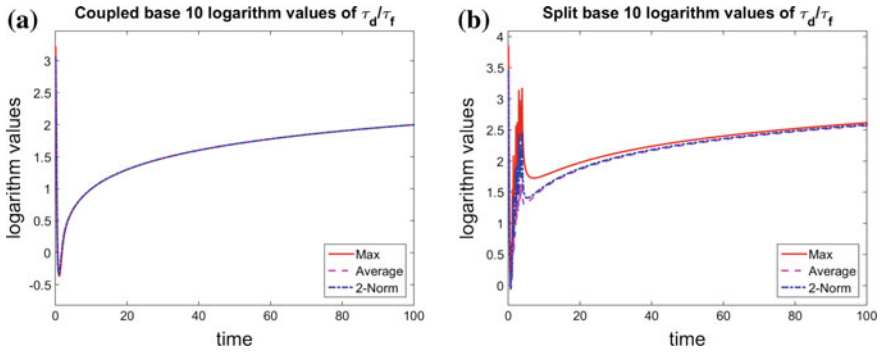 (a) Coupled base 10 logarithm values of τd/τf
logarithm values
3
2.5
2
1.5
1
0.5
0
-0.5
0 20 40 60 80 100
time
Max
Average
2-Norm
(b) Split base 10 logarithm values of τd/τf
logarithm values
4
3.5
3
2.5
2
1.5
1
0.5
0
0 20 40 60 80 100
time
Max
Average
2-Norm